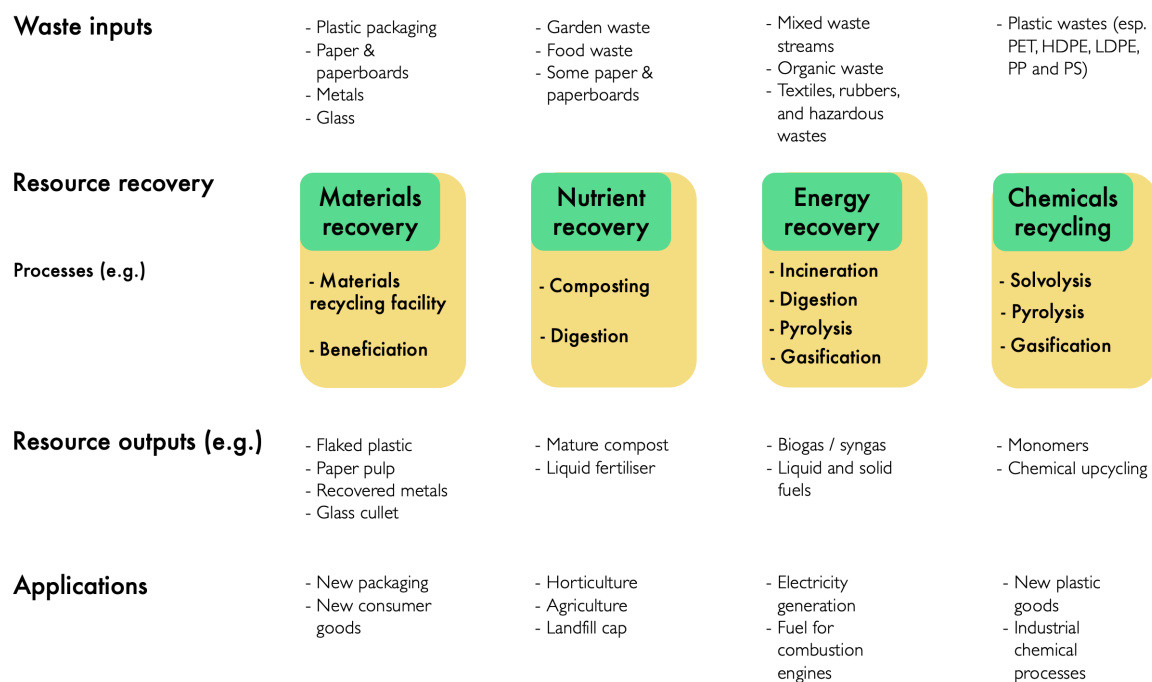 Waste inputs
- Plastic packaging
- Paper &
paperboards
- Metals
- Glass
- Garden waste
- Food waste
- Some paper &
paperboards
- Mixed waste
streams
- Organic waste
- Textiles, rubbers,
and hazardous
wastes
- Plastic wastes (esp.
PET, HDPE, LDPE,
PP and PS)
Resource recovery
Materials
recovery
Nutrient
recovery
Energy
recovery
Chemicals
recycling
Processes (e.g.)
- Materials
recycling facility
- Beneficiation
- Composting
- Digestion
- Incineration
- Digestion
- Pyrolysis
- Gasification
- Solvolysis
- Pyrolysis
- Gasification
Resource outputs (e.g.)
- Flaked plastic
- Paper pulp
- Recovered metals
- Glass cullet
- Mature compost
- Liquid fertiliser
- Biogas / syngas
- Liquid and solid
fuels
- Monomers
- Chemical upcycling
Applications
- New packaging
- New consumer
goods
- Horticulture
- Agriculture
- Landfill cap
- Electricity
generation
- Fuel for
combustion
engines
- New plastic
goods
- Industrial
chemical
processes